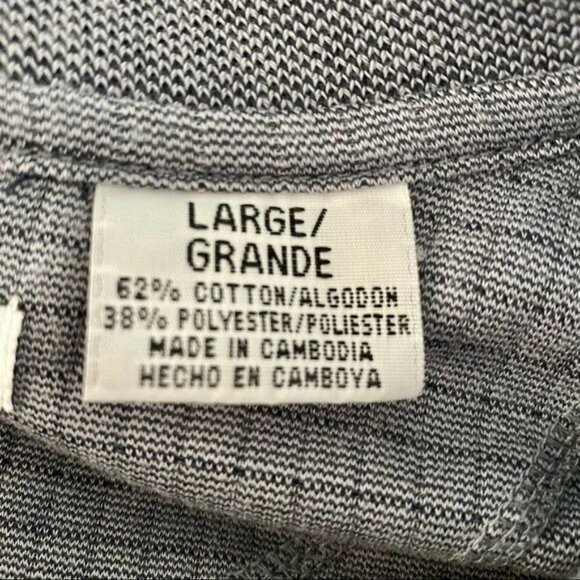 LARGE/
GRANDE
62% COTTON/ALGODON
38% POLYESTER/POLIESTER
MADE IN CAMBODIA
HECHO EN CAMBOYA